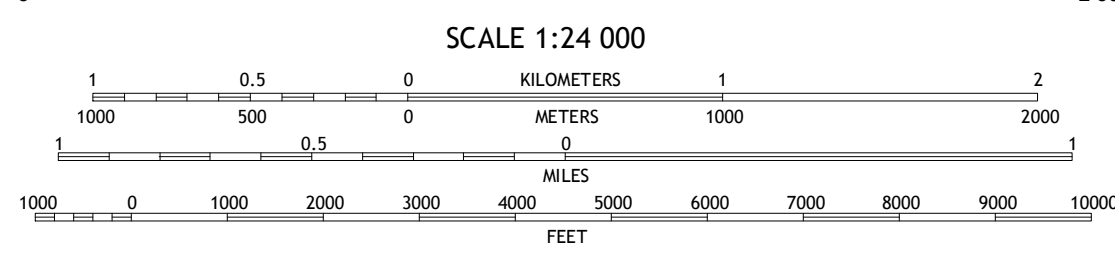 SCALE 1:24 000
1 0.5 0 KILOMETERS 1 2
1000 500 0 METERS 1000 2000
1 0.5 0 1
MILES
1000 0 1000 2000 3000 4000 5000 6000 7000 8000 9000 10000
FEET